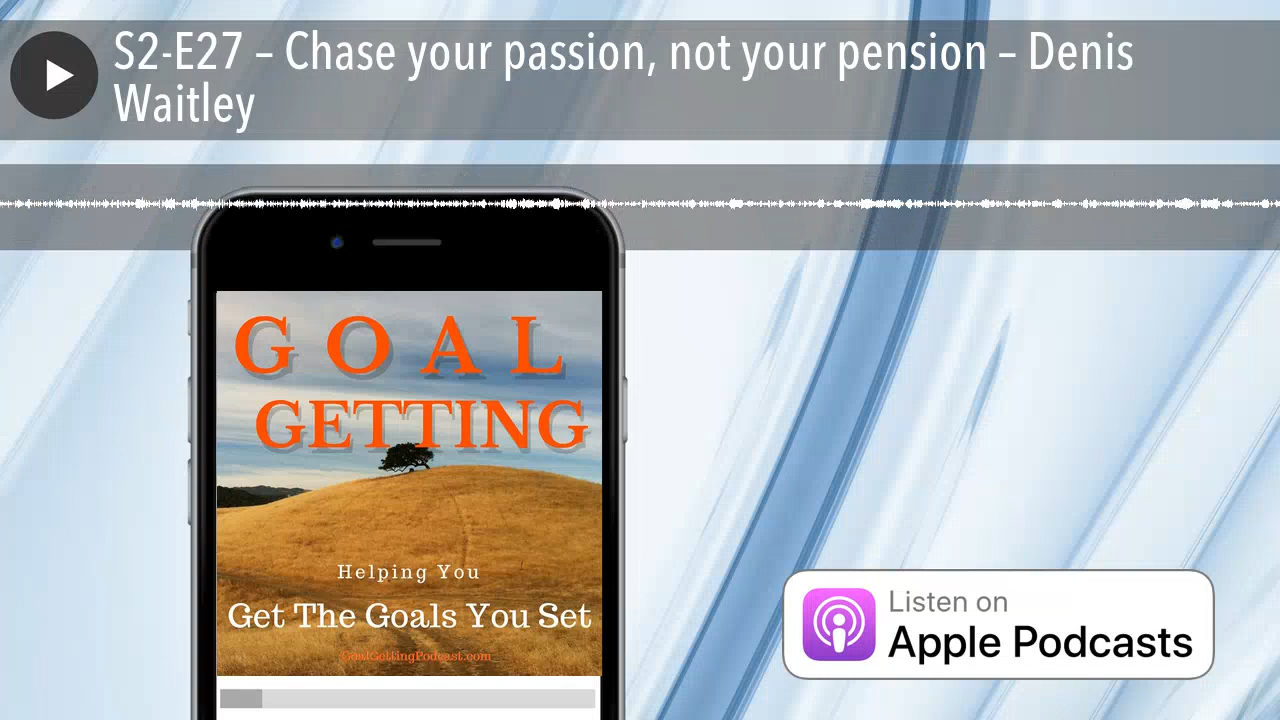 S2-E27 – Chase your passion, not your pension – Denis
Waitley
GOAL
GETTING
Helping You
Get The Goals You Set
GoalGettingPodcast.com
Listen on
Apple Podcasts